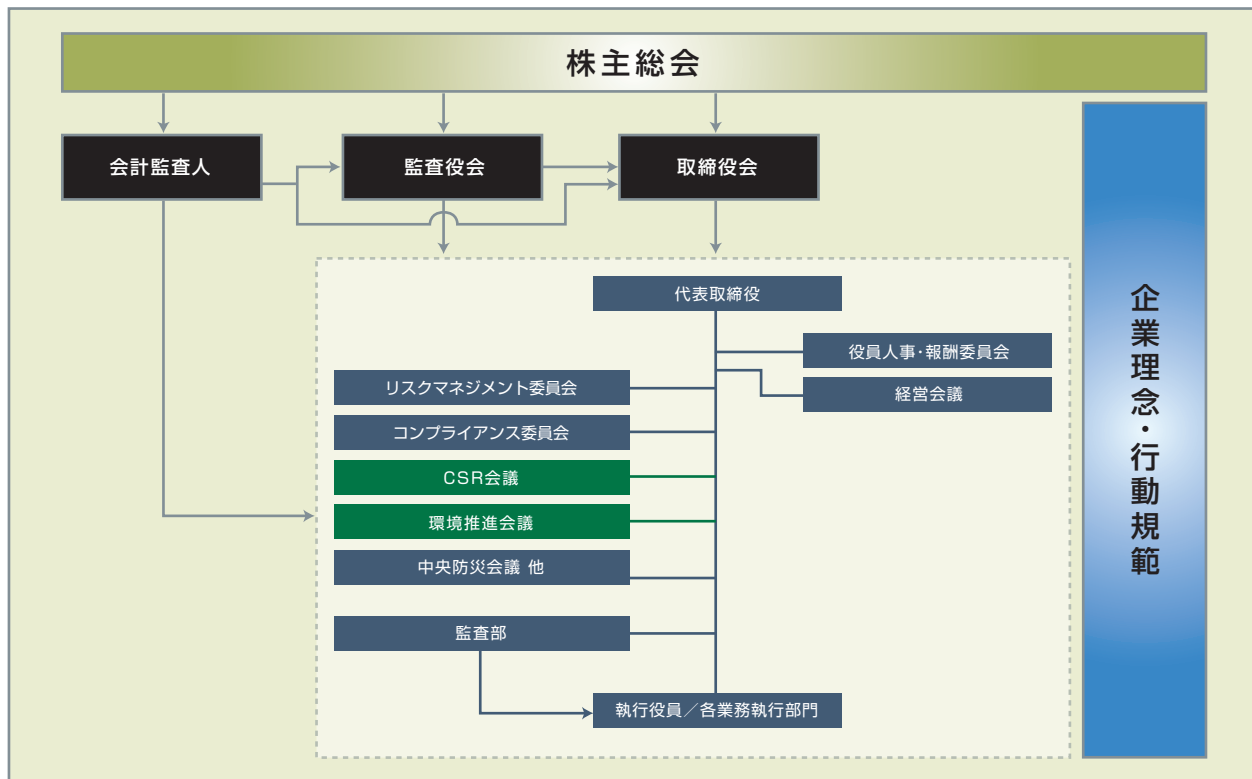 株主総会
会計監査人
監査役会
取締役会
代表取締役
役員人事・報酬委員会
経営会議
リスクマネジメント委員会
コンプライアンス委員会
CSR会議
環境推進会議
中央防災会議 他
監査部
執行役員／各業務執行部門
企業理念・行動規範